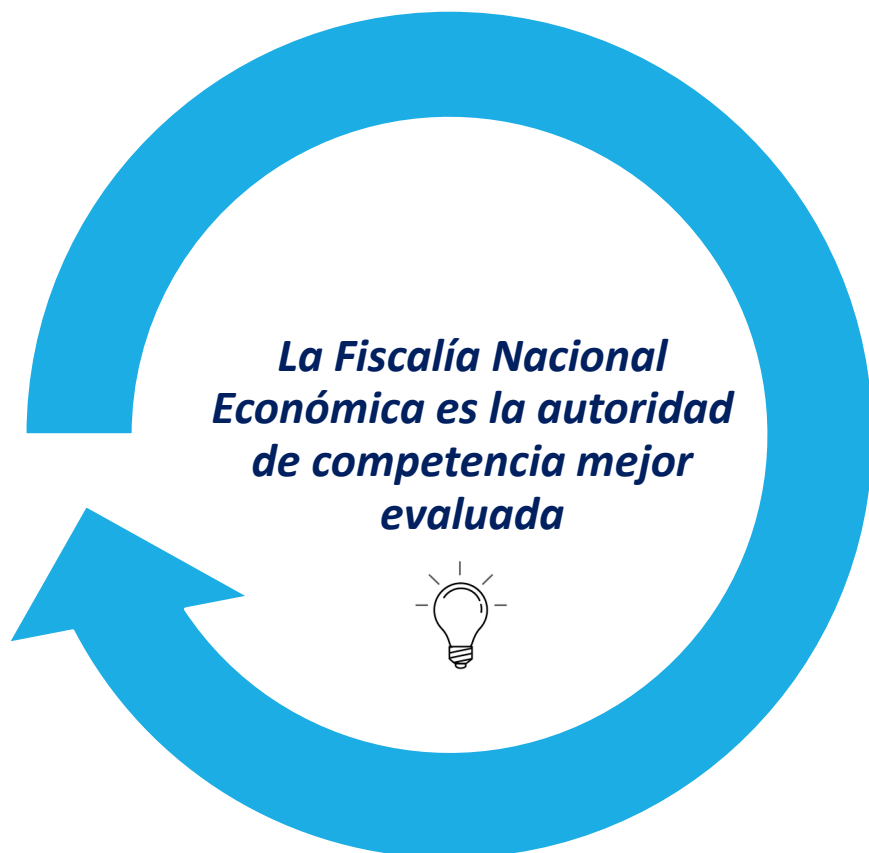 La Fiscalía Nacional
Económica es la autoridad
de competencia mejor
evaluada